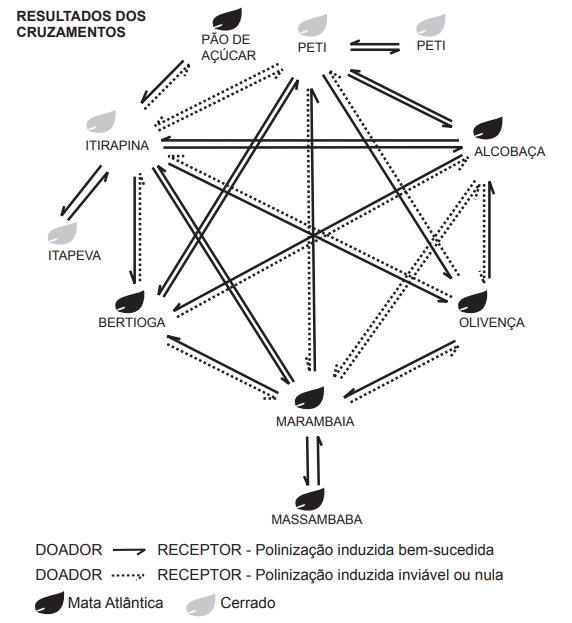 RESULTADOS DOS
CRUZAMENTOS
PÃO DE
AÇÚCAR
PETI
PETI
ITIRAPINA
ALCOBAÇA
ITAPEVA
BERTIOGA
OLIVENÇA
MARAMBAIA
MASSAMBABA
DOADOR RECEPTOR - Polinização induzida bem-sucedida
DOADOR RECEPTOR - Polinização induzida inviável ou nula
Mata Atlântica Cerrado